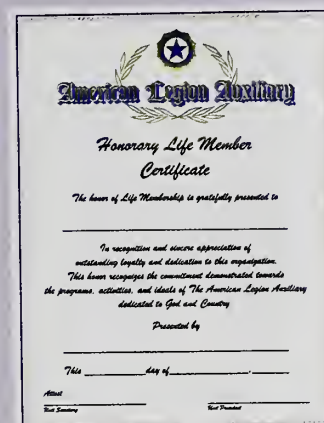 American Legion Auxiliary
Honorary Life Member
Certificate
The honor of Life Membership is gratefully presented to
In recognition and sincere appreciation of
outstanding loyalty and dedication to this organization.
This honor recognizes the commitment demonstrated towards
the programs, activities, and ideals of The American Legion Auxiliary
dedicated to God and Country
Presented by
This day of , .
Attest
Unit Secretary Unit President